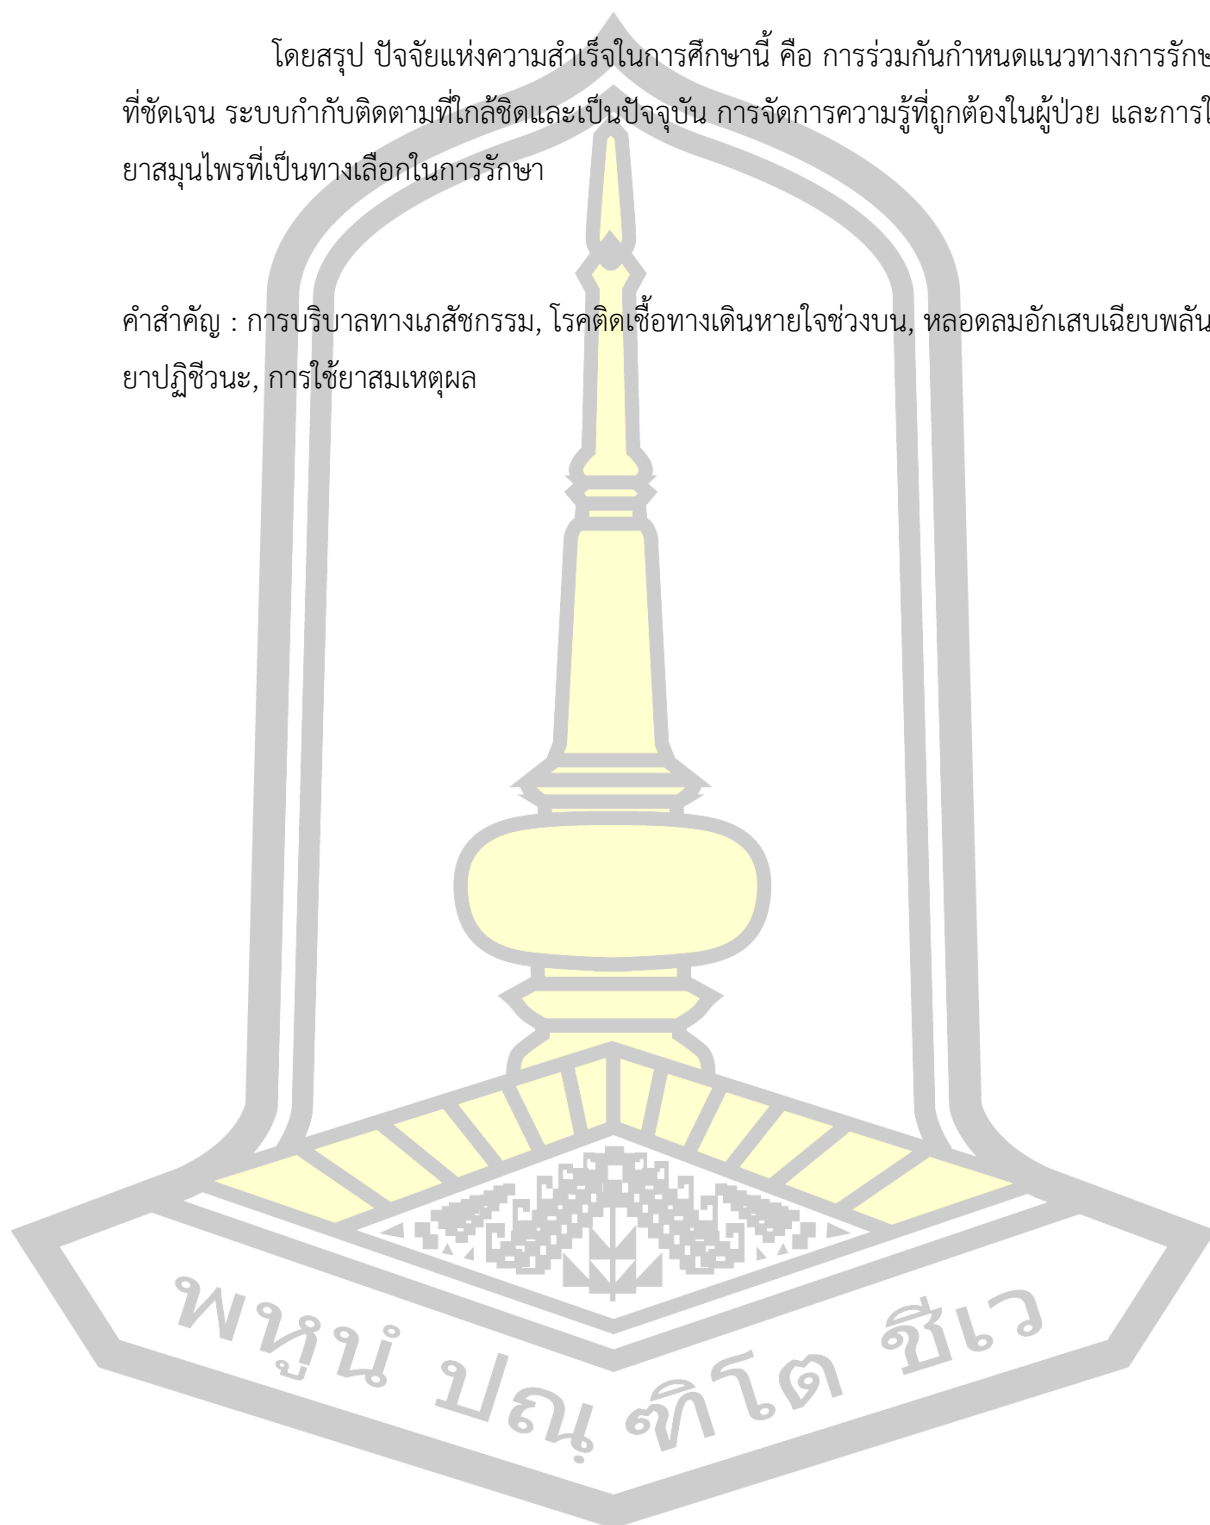 โดยสรุป ปัจจัยแห่งความสำเร็จในการศึกษานี้ คือ การร่วมกันกำหนดแนวทางการรักษ
ที่ชัดเจน ระบบกำกับติดตามที่ใกล้ชิดและเป็นปัจจุบัน การจัดการความรู้ที่ถูกต้องในผู้ป่วย และการใ
ยาสมุนไพรที่เป็นทางเลือกในการรักษา
คำสำคัญ : การบริบาลทางเภสัชกรรม, โรคติดเชื้อทางเดินหายใจช่วงบน, หลอดลมอักเสบเฉียบพลัน
ยาปฏิชีวนะ, การใช้ยาสมเหตุผล
พหูนํ ปณฺ ฑิโต ชีเว